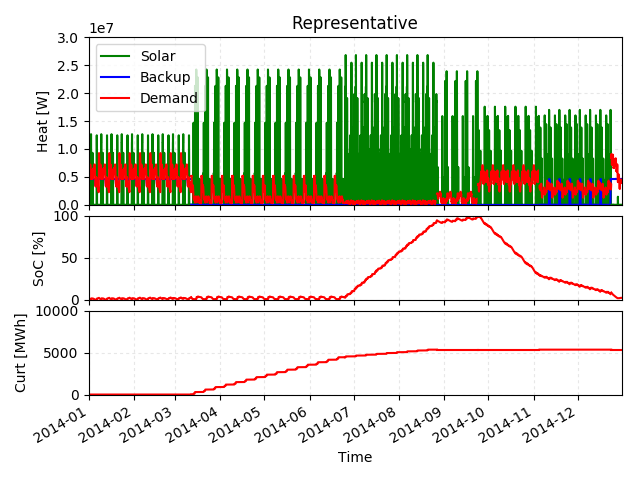 Representative
1e7
3.0
2.5
2.0
1.5
1.0
0.5
0.0
Heat [W]
Solar
Backup
Demand
100
50
0
SoC [%]
10000
5000
0
Curt [MWh]
2014-01
2014-02
2014-03
2014-04
2014-05
2014-06
2014-07
2014-08
2014-09
2014-10
2014-11
2014-12
Time